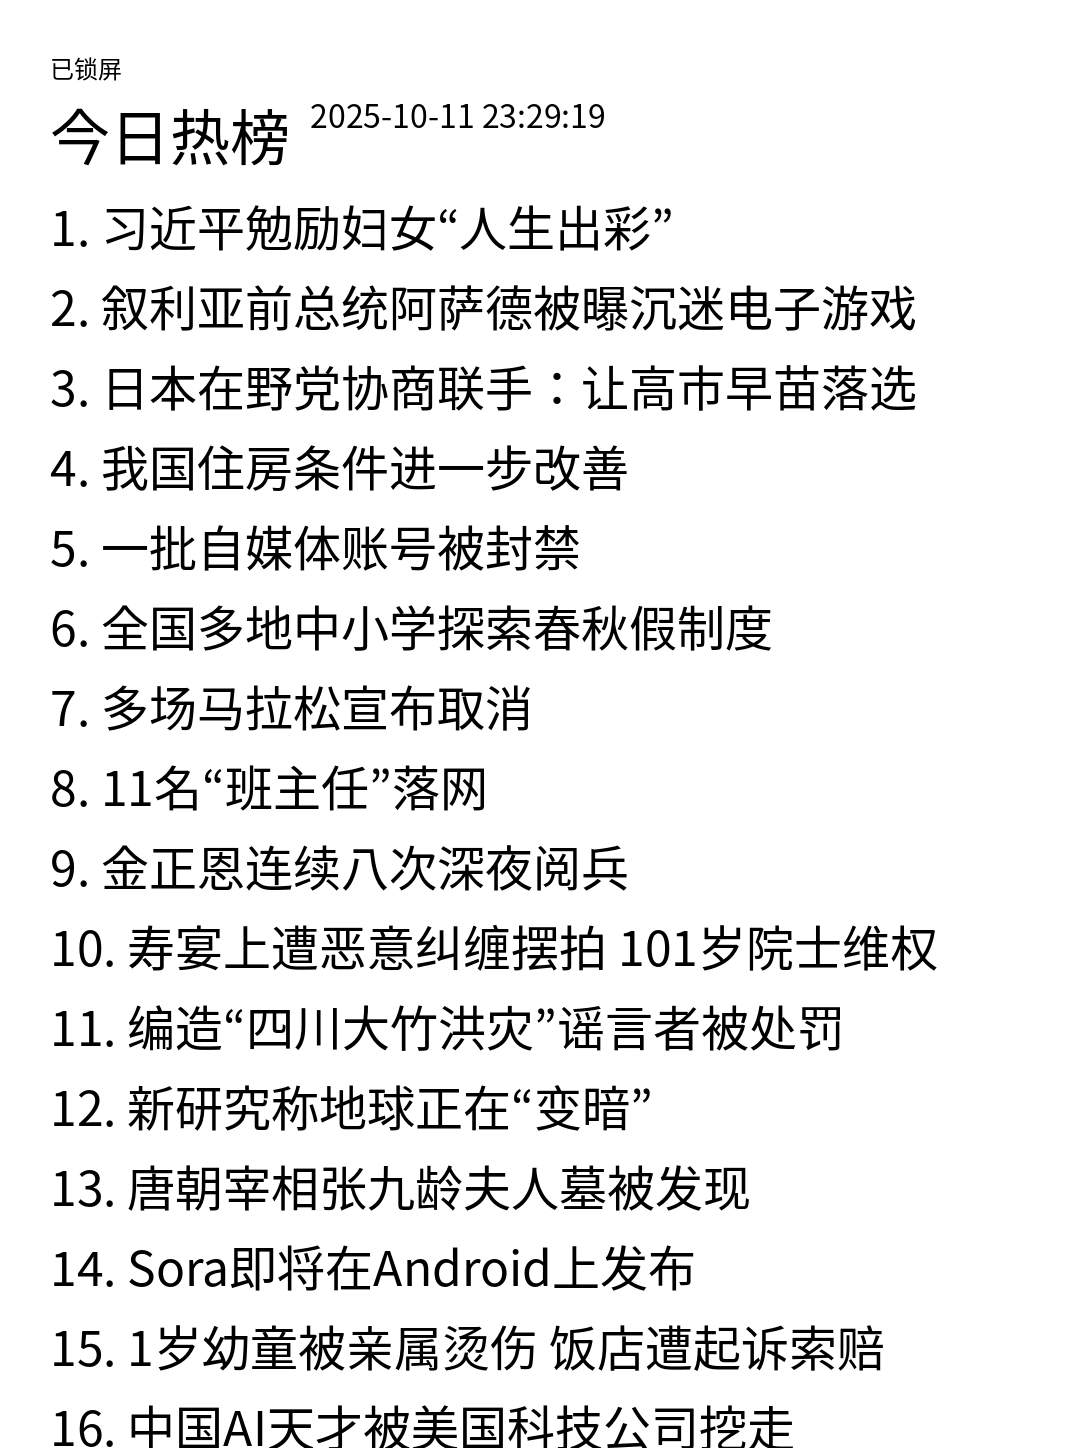 已锁屏
今日热榜 2025-10-11 23:29:19
1. 习近平勉励妇女“人生出彩”
2. 叙利亚前总统阿萨德被曝沉迷电子游戏
3. 日本在野党协商联手：让高市早苗落选
4. 我国住房条件进一步改善
5. 一批自媒体账号被封禁
6. 全国多地中小学探索春秋假制度
7. 多场马拉松宣布取消
8. 11名“班主任”落网
9. 金正恩连续八次深夜阅兵
10. 寿宴上遭恶意纠缠摆拍 101岁院士维权
11. 编造“四川大竹洪灾”谣言者被处罚
12. 新研究称地球正在“变暗”
13. 唐朝宰相张九龄夫人墓被发现
14. Sora即将在Android上发布
15. 1岁幼童被亲属烫伤 饭店遭起诉索赔
16. 中国AI天才被美国科技公司挖走